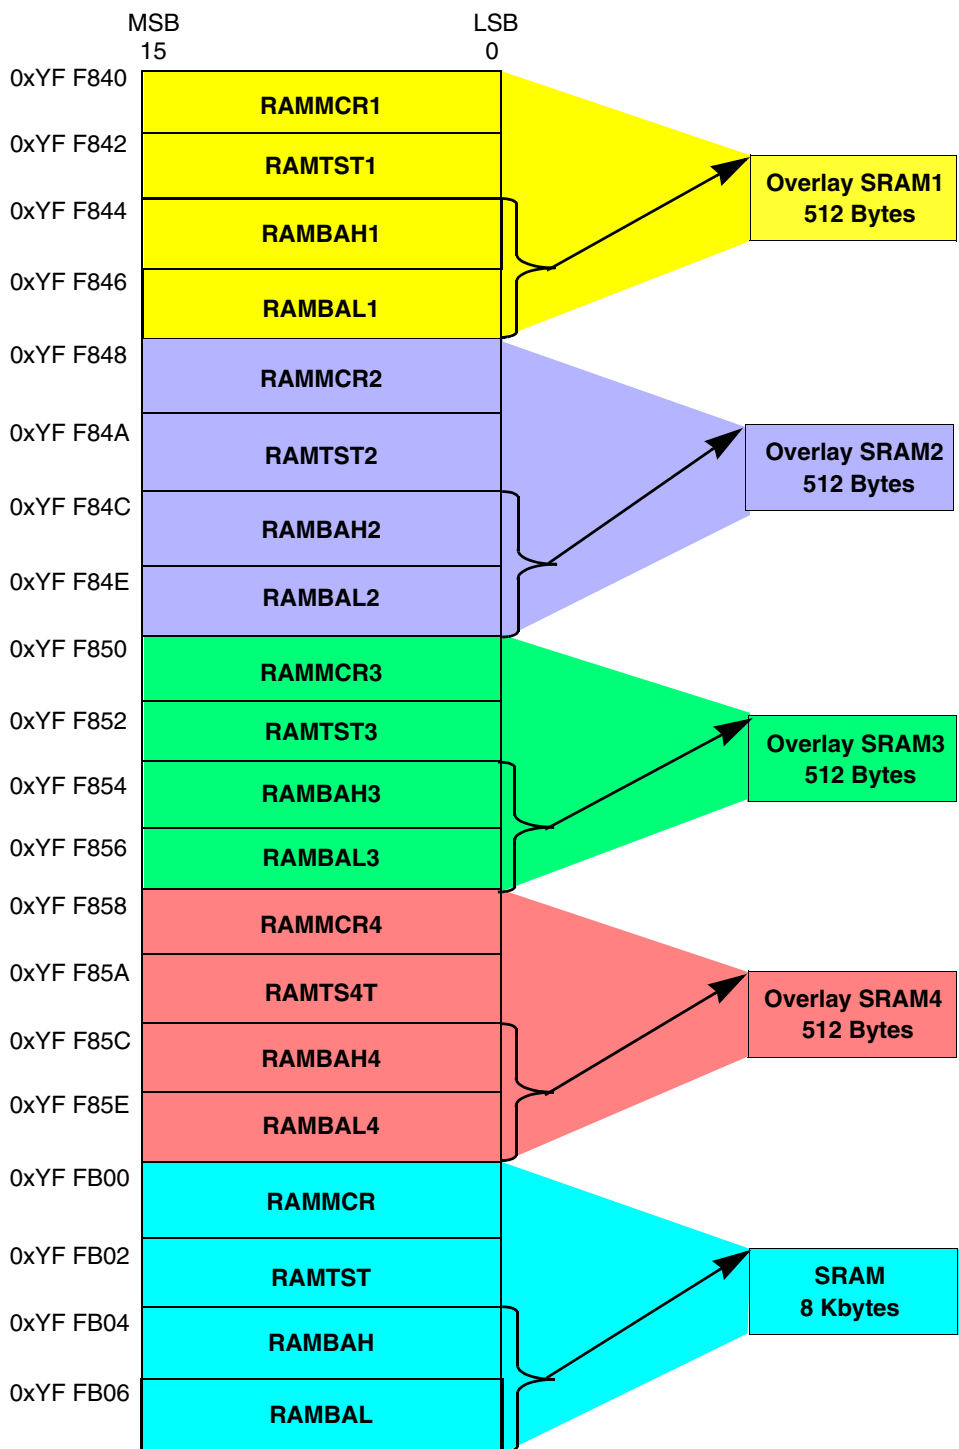 MSB LSB
15 0
0xYF F840
RAMMCR1
0xYF F842
RAMTST1
Overlay SRAM1
512 Bytes
0xYF F844
RAMBAH1
0xYF F846
RAMBAL1
0xYF F848
RAMMCR2
0xYF F84A
RAMTST2
Overlay SRAM2
512 Bytes
0xYF F84C
RAMBAH2
0xYF F84E
RAMBAL2
0xYF F850
RAMMCR3
0xYF F852
RAMTST3
Overlay SRAM3
512 Bytes
0xYF F854
RAMBAH3
0xYF F856
RAMBAL3
0xYF F858
RAMMCR4
0xYF F85A
RAMTS4T
Overlay SRAM4
512 Bytes
0xYF F85C
RAMBAH4
0xYF F85E
RAMBAL4
0xYF FB00
RAMMCR
0xYF FB02
RAMTST
SRAM
8 Kbytes
0xYF FB04
RAMBAH
0xYF FB06
RAMBAL